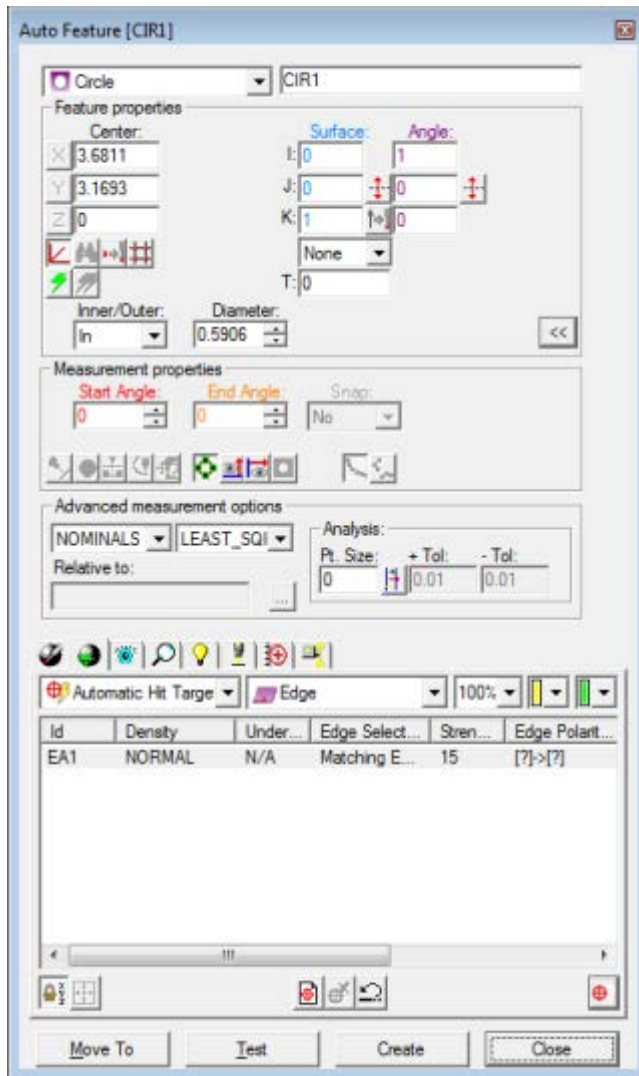 Auto Feature [CIR1]
Circle CIR1
Feature properties
Center: Surface: Angle:
X 3.6811 I: 0 1
Y 3.1693 J: 0 0
Z 0 K: 1 0
None
T: 0
Inner/Outer: Diameter:
In 0.5906 <<
Measurement properties
Start Angle: End Angle: Snap:
0 0 No
Advanced measurement options
NOMINALS LEAST_SQI Analysis:
Pt. Size: + Tol: - Tol:
Relative to: 0 0.01 0.01
...
Automatic Hit Targe Edge 100%
Id Density Under... Edge Select... Stren... Edge Polarit...
EA1 NORMAL N/A Matching E... 15 [?]->[?]
Move To Test Create Close